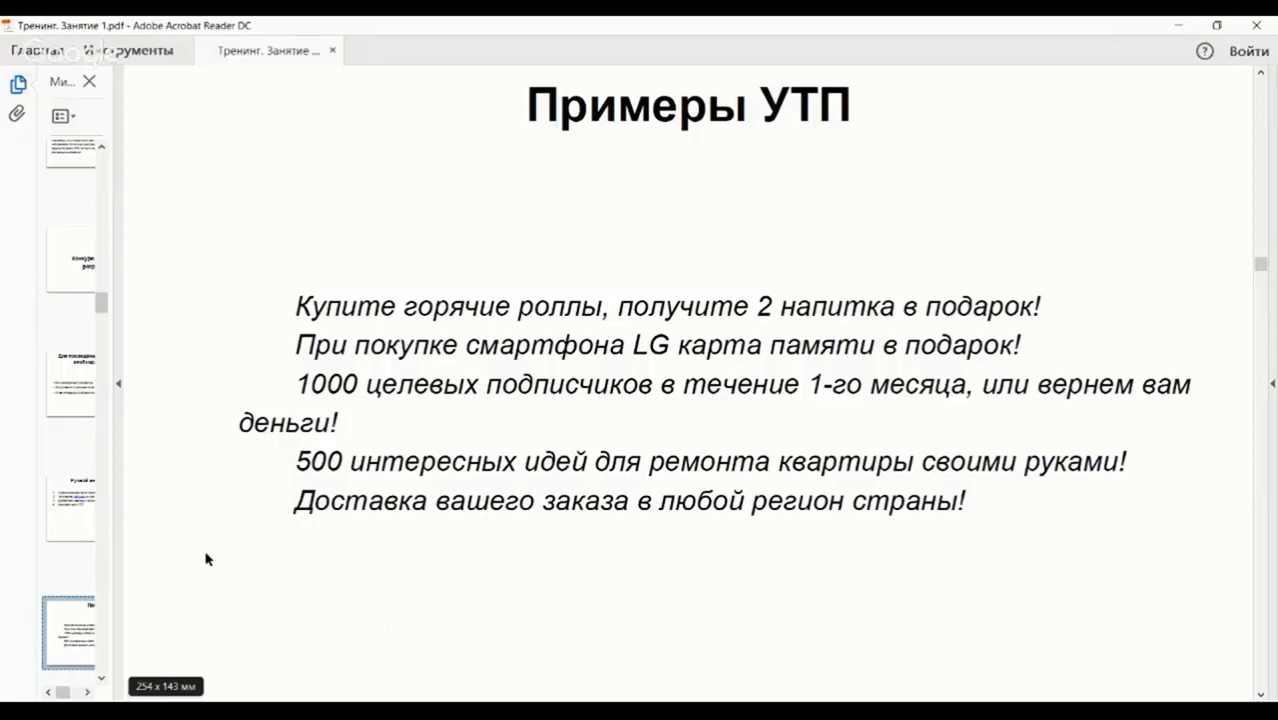 Тренинг. Занятие 1.pdf - Adobe Acrobat Reader DC
Главная Инструменты Тренинг. Занятие ... × Войти
Ми...
Примеры УТП
Купите горячие роллы, получите 2 напитка в подарок!
При покупке смартфона LG карта памяти в подарок!
1000 целевых подписчиков в течение 1-го месяца, или вернем вам
деньги!
500 интересных идей для ремонта квартиры своими руками!
Доставка вашего заказа в любой регион страны!
254 x 143 мм